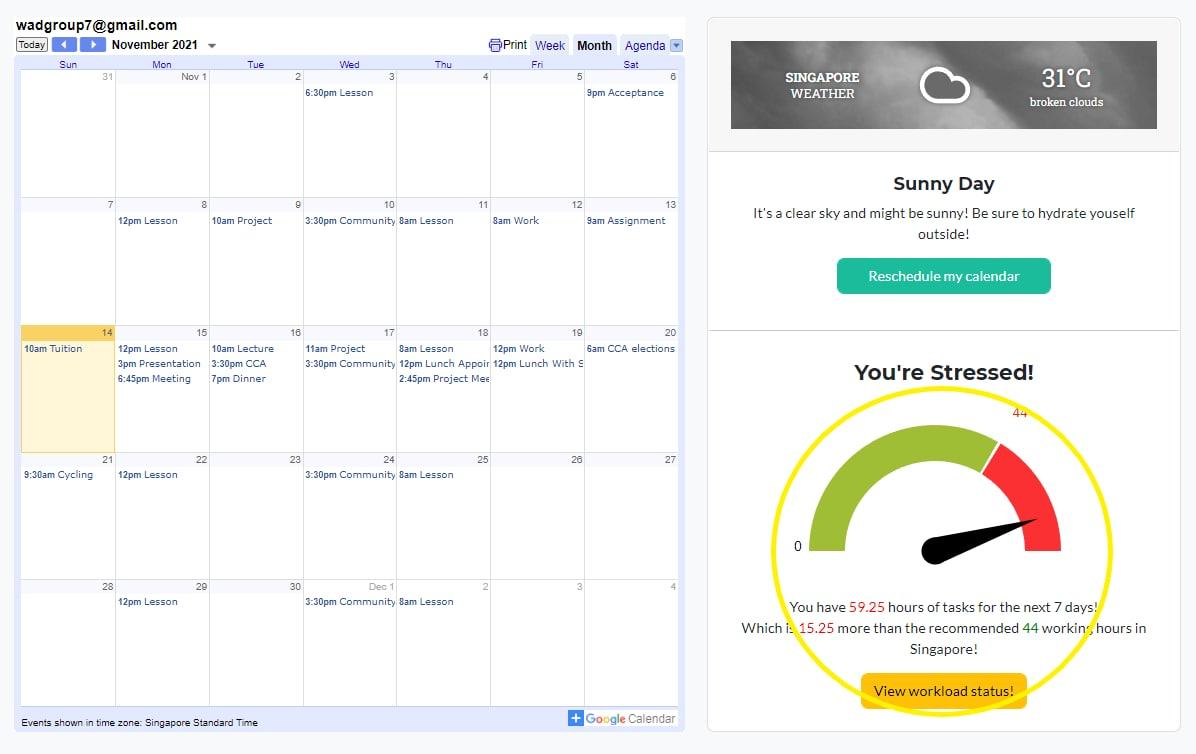 wadgroup7@gmail.com
Today November 2021 Print Week Month Agenda
Sun Mon Tue Wed Thu Fri Sat
31 Nov 1 2 3 4 5 6
6:30pm Lesson 9pm Acceptance
7 8 9 10 11 12 13
12pm Lesson 10am Project 3:30pm Community 8am Lesson 8am Work 9am Assignment
14 15 16 17 18 19 20
10am Tuition 12pm Lesson 10am Lecture 11am Project 8am Lesson 12pm Work 6am CCA elections
3pm Presentation 3:30pm CCA 3:30pm Community 12pm Lunch Appoir 12pm Lunch With S
6:45pm Meeting 7pm Dinner 2:45pm Project Mee
21 22 23 24 25 26 27
9:30am Cycling 12pm Lesson 3:30pm Community 8am Lesson
28 29 30 Dec 1 2 3 4
12pm Lesson 3:30pm Community 8am Lesson
Events shown in time zone: Singapore Standard Time
Google Calendar
SINGAPORE
WEATHER
31°C
broken clouds
Sunny Day
It's a clear sky and might be sunny! Be sure to hydrate youself
outside!
Reschedule my calendar
You're Stressed!
44
0
You have 59.25 hours of tasks for the next 7 days!
Which is 15.25 more than the recommended 44 working hours in
Singapore!
View workload status!